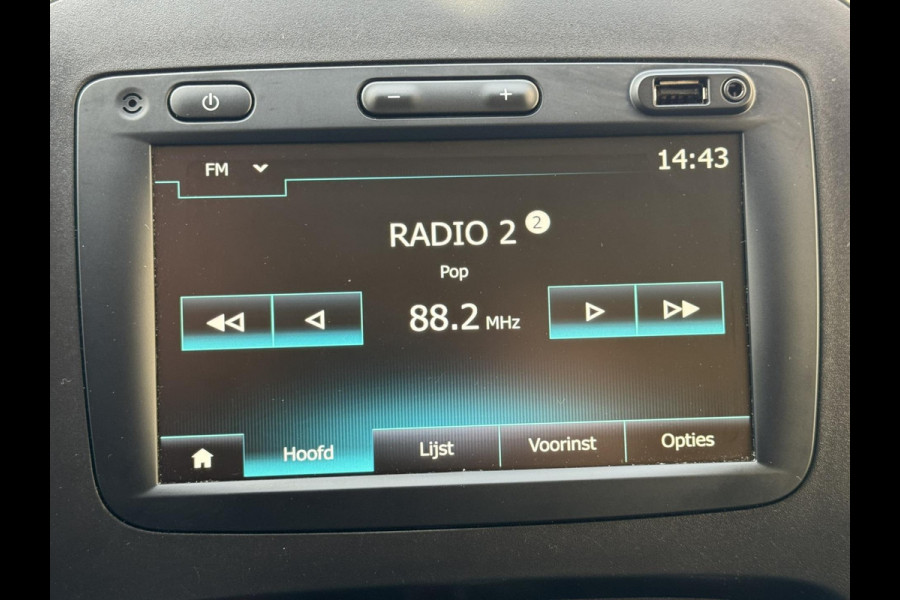 − +
FM 14:43
RADIO 2 2
Pop
88.2 MHz
Hoofd Lijst Voorinst Opties